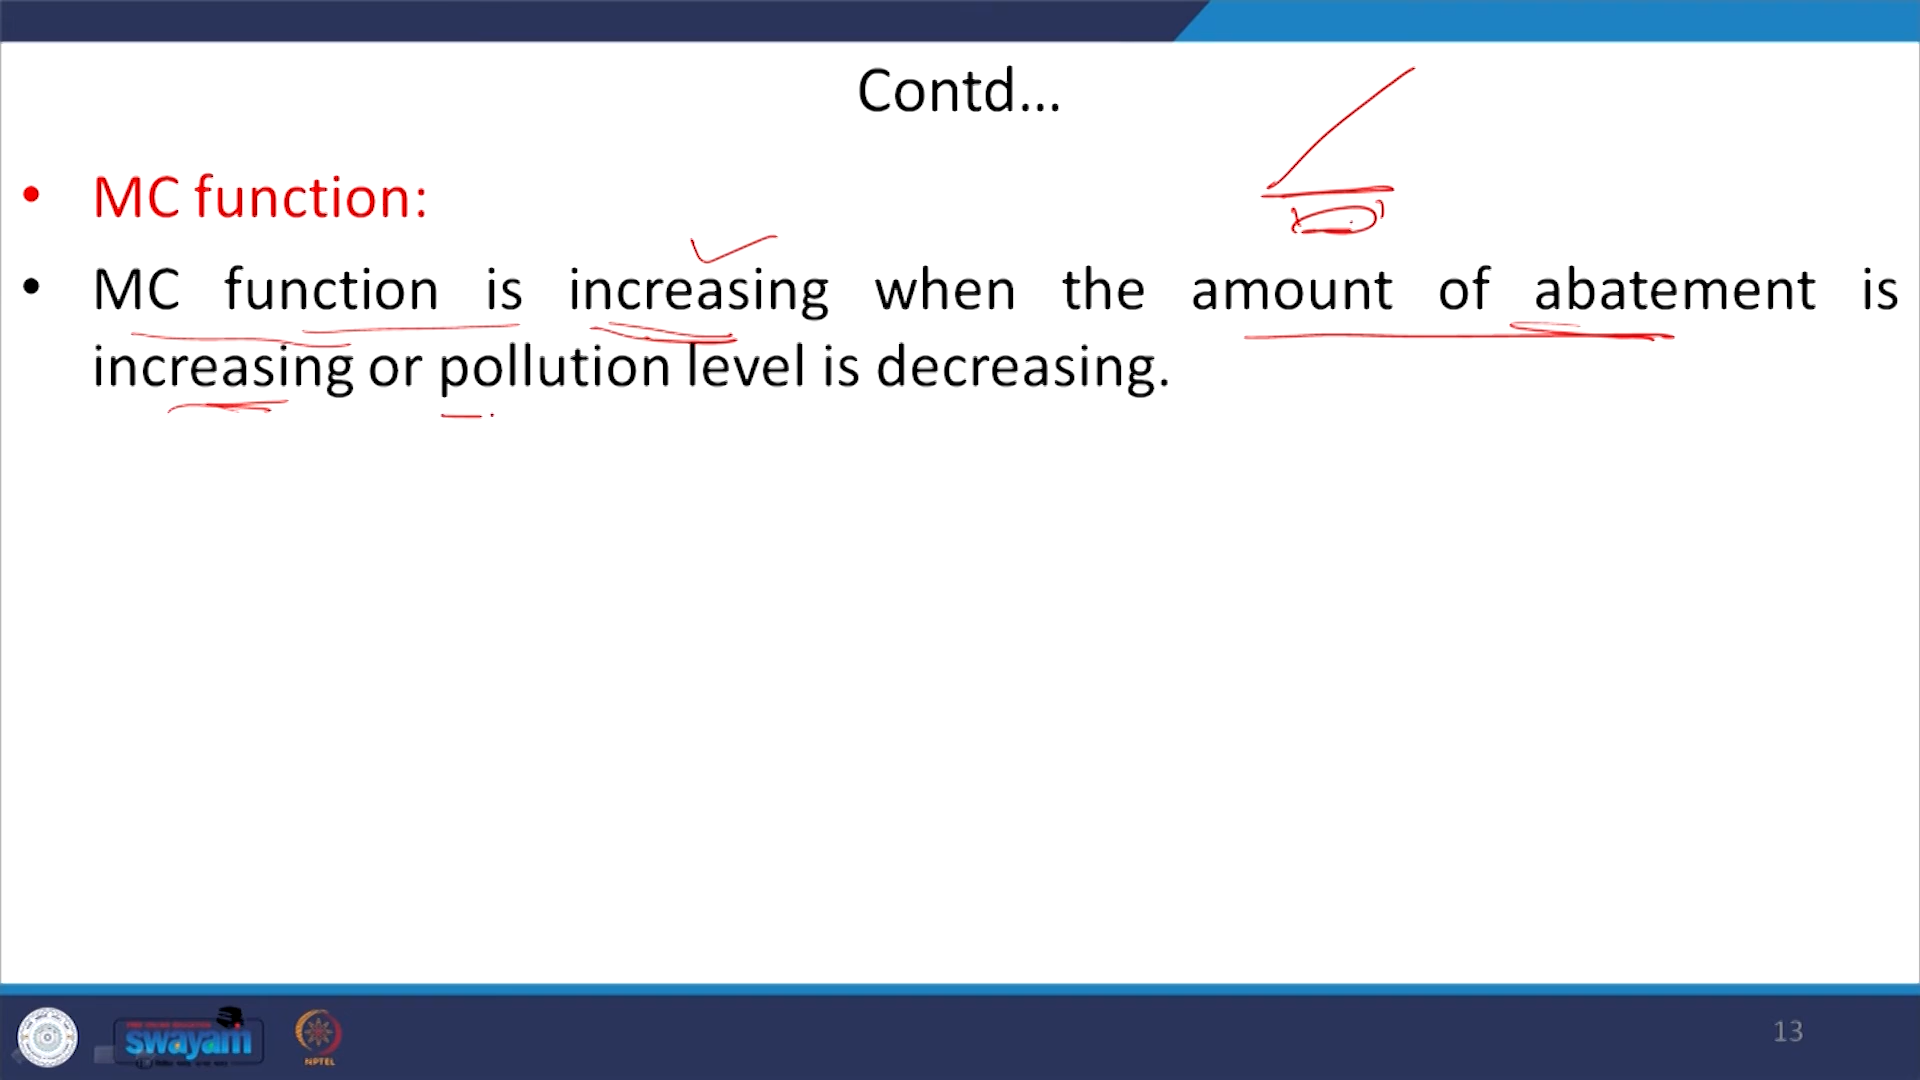 Contd...
• MC function:
• MC function is increasing when the amount of abatement is
increasing or pollution level is decreasing.
swayam
NPTEL
13